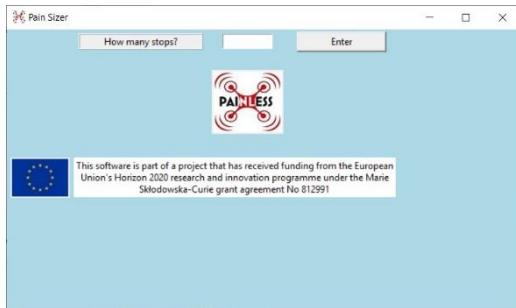 Pain Sizer
How many stops?
Enter
PAINLESS
This software is part of a project that has received funding from the European
Union's Horizon 2020 research and innovation programme under the Marie
Skłodowska-Curie grant agreement No 812991